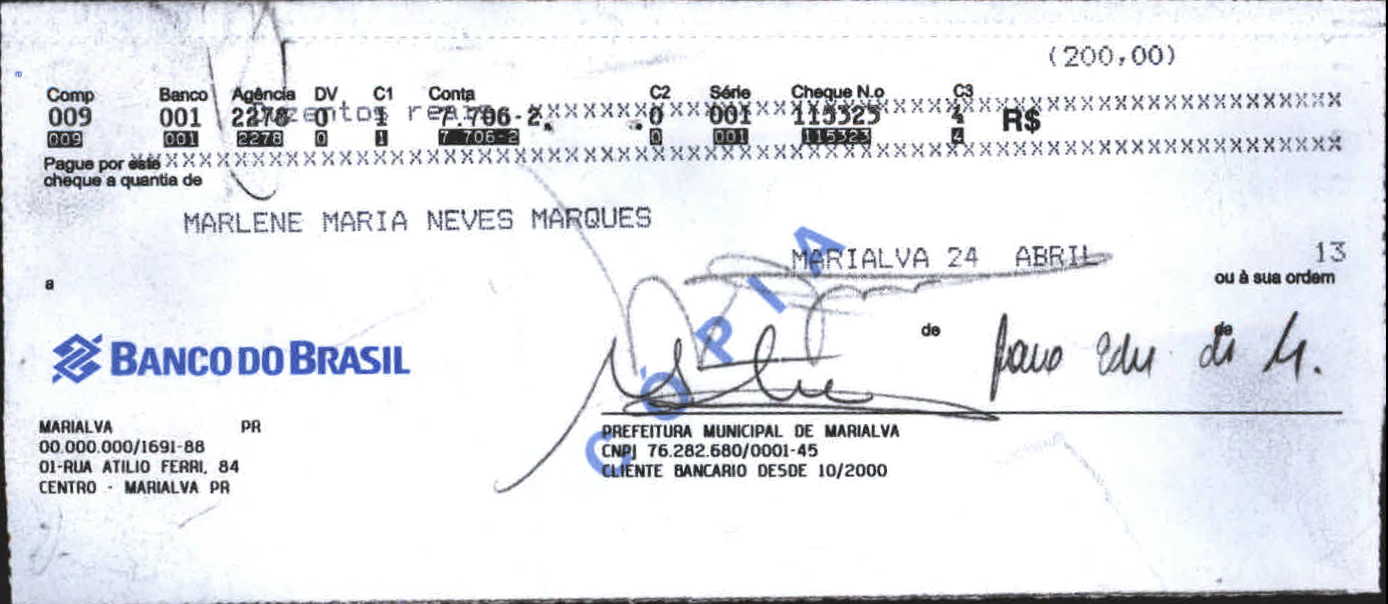 (200,00)
Comp Banco Agência DV C1 Conta C2 Série Cheque N.o C3
009 001 2278 0 1 7.706-2 0 001 115323 4 R$
009 001 2278 0 1 7 706-2 0 001 115323 4
reais XXXXXXXXXXXXXXXXXXXXXXXXXXXXXXXXXXXXXXXXXXXXXXXXXXXXXXXX
Pague por este XXXXXXXXXXXXXXXXXXXXXXXXXXXXXXXXXXXXXXXXXXXXXXXXXXXXXXXXXXXXXXXXXXXXXXXXXXXX
cheque a quantia de
MARLENE MARIA NEVES MARQUES
MARIALVA 24 ABRIL 13
a ou à sua ordem
de de
BANCO DO BRASIL
CÓPIA
MARIALVA PR
00.000.000/1691-88
01-RUA ATILIO FERRI, 84
CENTRO - MARIALVA PR
PREFEITURA MUNICIPAL DE MARIALVA
CNPJ 76.282.680/0001-45
CLIENTE BANCARIO DESDE 10/2000